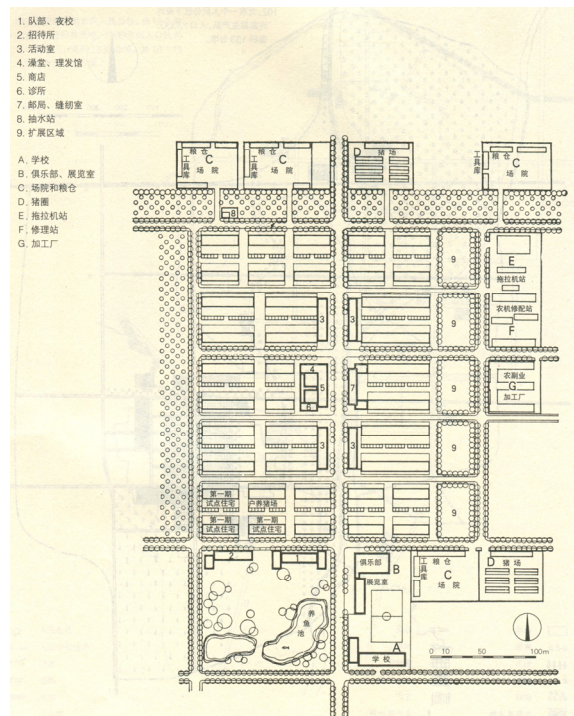 1. 队部、夜校
2. 招待所
3. 活动室
4. 澡堂、理发馆
5. 商店
6. 诊所
7. 邮局、缝纫室
8. 抽水站
9. 扩展区域
A. 学校
B. 俱乐部、展览室
C. 场院和粮仓
D. 猪圈
E. 拖拉机站
F. 修理站
G. 加工厂
粮仓
工具库
C
场院
粮仓
工具库
C
场院
D 猪场
粮仓
工具库
C
场院
8
9
E
拖拉机站
3
3
9
农机修配站
F
4
5
6
7
9
农副业
G
加工厂
3
3
9
第一期
试点住宅
户养猪场
第一期
试点住宅
第一期
试点住宅
9
2
1
俱乐部
B
展览室
工具库
粮仓
C
场院
D 猪场
养鱼池
A
学校
0 10 50 100m